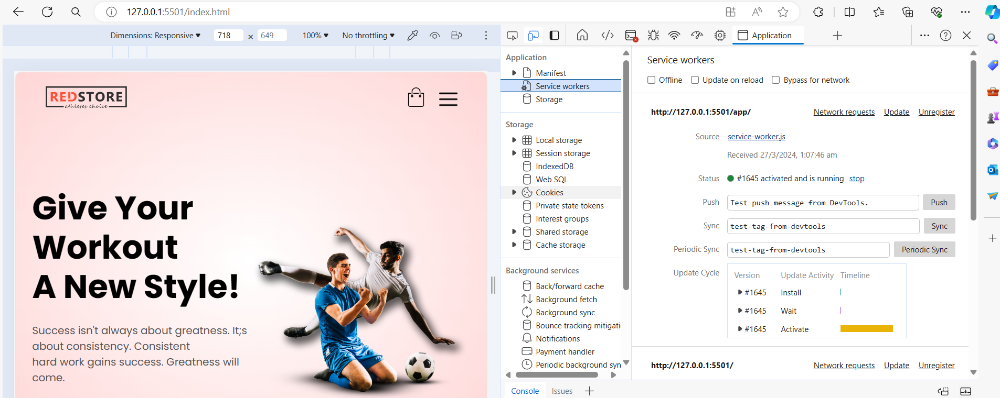 127.0.0.1:5501/index.html
Dimensions: Responsive 718 × 649 100% No throttling
Application
REDSTORE
athletes choice
Give Your
Workout
A New Style!
Success isn't always about greatness. It;s
about consistency. Consistent
hard work gains success. Greatness will
come.
Application
Manifest
Service workers
Storage
Storage
Local storage
Session storage
IndexedDB
Web SQL
Cookies
Private state tokens
Interest groups
Shared storage
Cache storage
Background services
Back/forward cache
Background fetch
Background sync
Bounce tracking mitigati
Notifications
Payment handler
Periodic background syn
Service workers
Offline Update on reload Bypass for network
http://127.0.0.1:5501/app/ Network requests Update Unregister
Source service-worker.js
Received 27/3/2024, 1:07:46 am
Status #1645 activated and is running stop
Push Test push message from DevTools. Push
Sync test-tag-from-devtools Sync
Periodic Sync test-tag-from-devtools Periodic Sync
Update Cycle Version Update Activity Timeline
#1645 Install
#1645 Wait
#1645 Activate
http://127.0.0.1:5501/ Network requests Update Unregister
Console Issues